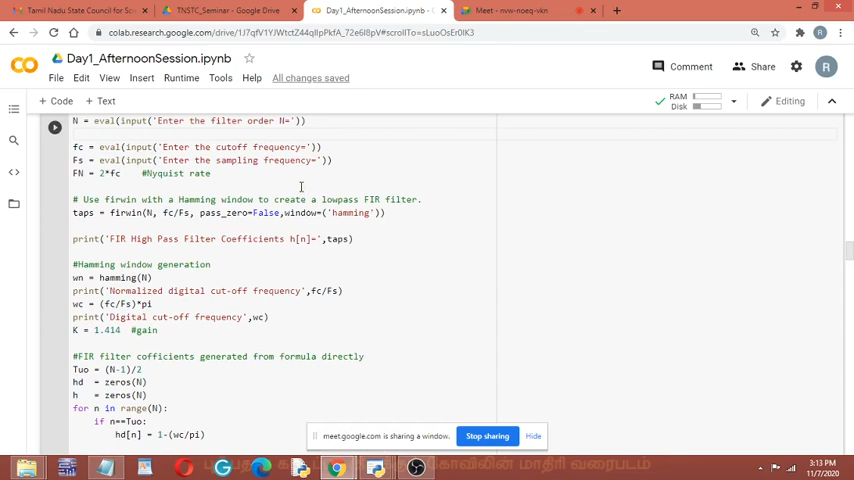 Tamil Nadu State Council for Scie
TNSTC_Seminar - Google Drive
Day1_AfternoonSession.ipynb - C
Meet - nvw-noeq-vkn
colab.research.google.com/drive/1J7qfV1YJWtctZ44qlIpPkfA_72e6l8pV#scrollTo=sLuoOsEr0IK3
Day1_AfternoonSession.ipynb
Comment
Share
R
File Edit View Insert Runtime Tools Help All changes saved
+ Code + Text
RAM
Disk
Editing
N = eval(input('Enter the filter order N='))
fc = eval(input('Enter the cutoff frequency='))
Fs = eval(input('Enter the sampling frequency='))
FN = 2*fc #Nyquist rate
# Use firwin with a Hamming window to create a lowpass FIR filter.
taps = firwin(N, fc/Fs, pass_zero=False,window=('hamming'))
print('FIR High Pass Filter Coefficients h[n]=',taps)
#Hamming window generation
wn = hamming(N)
print('Normalized digital cut-off frequency',fc/Fs)
wc = (fc/Fs)*pi
print('Digital cut-off frequency',wc)
K = 1.414 #gain
#FIR filter cofficients generated from formula directly
Tuo = (N-1)/2
hd = zeros(N)
h = zeros(N)
for n in range(N):
if n==Tuo:
hd[n] = 1-(wc/pi)
meet.google.com is sharing a window.
Stop sharing
Hide
கோவிலின் மாதிரி வரைபடம்
3:13 PM
11/7/2020